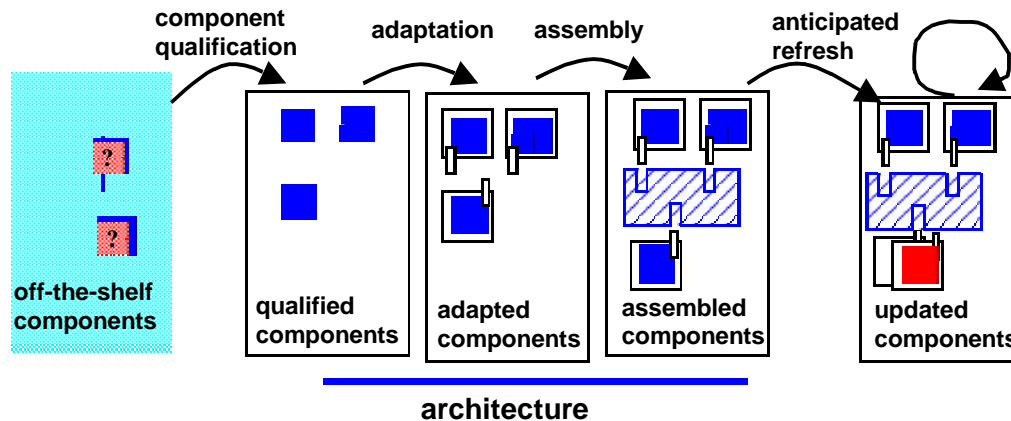 component
qualification
adaptation
assembly
anticipated
refresh
?
?
off-the-shelf
components
qualified
components
adapted
components
assembled
components
updated
components
architecture